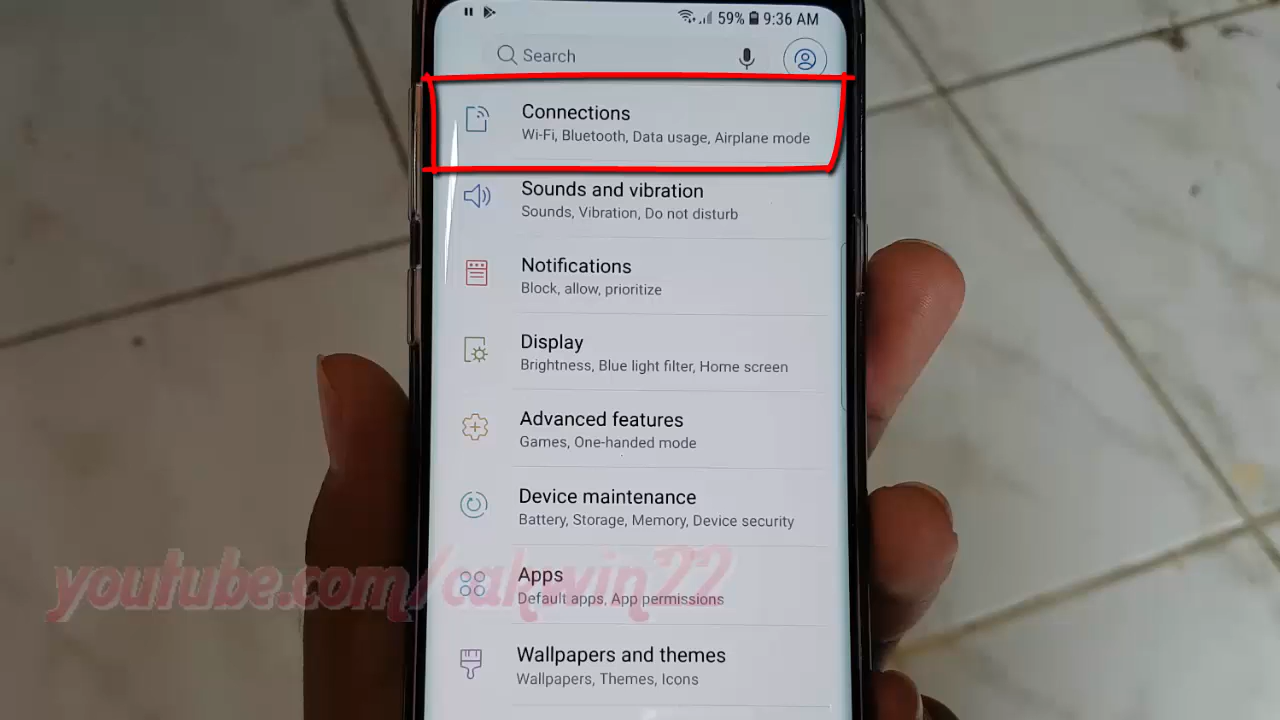 59% 9:36 AM
Search
Connections
Wi-Fi, Bluetooth, Data usage, Airplane mode
Sounds and vibration
Sounds, Vibration, Do not disturb
Notifications
Block, allow, prioritize
Display
Brightness, Blue light filter, Home screen
Advanced features
Games, One-handed mode
Device maintenance
Battery, Storage, Memory, Device security
Apps
Default apps, App permissions
youtube.com/cakvin22
Wallpapers and themes
Wallpapers, Themes, Icons